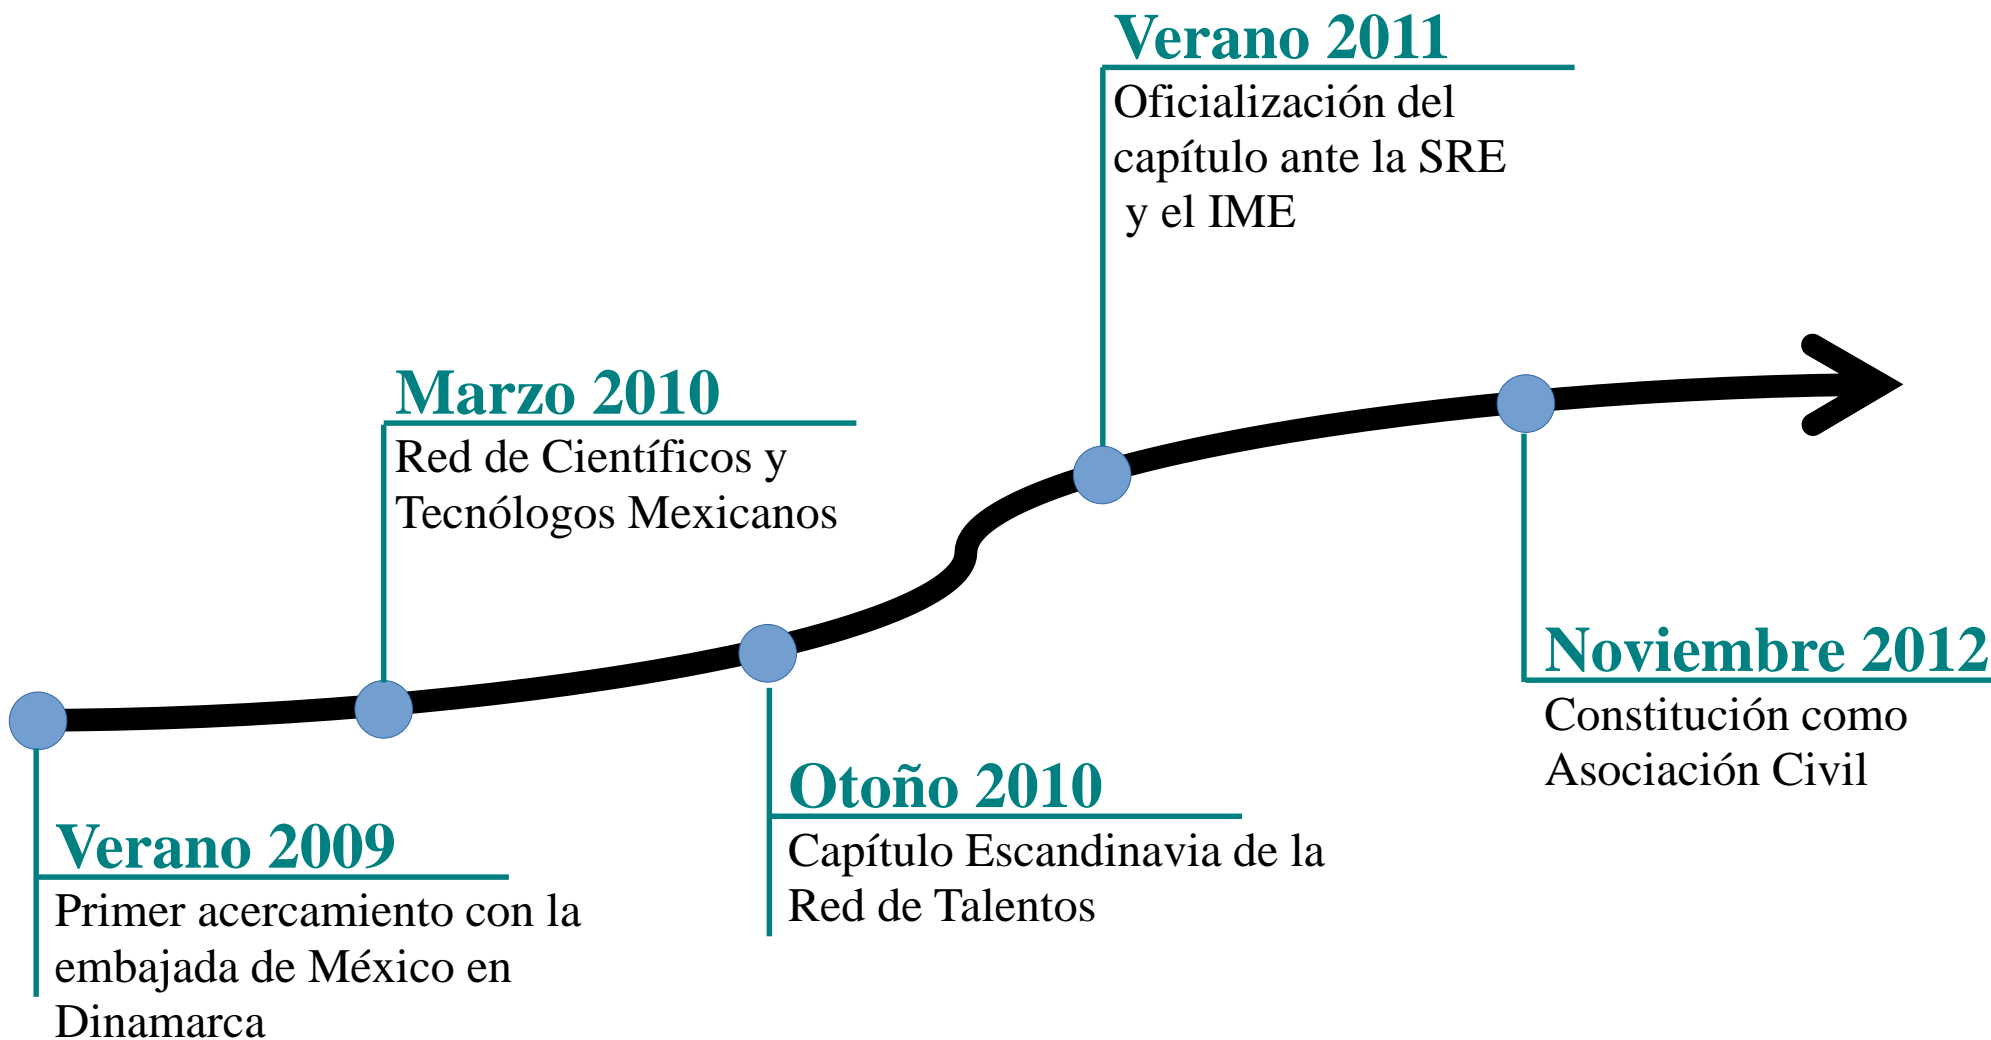 Verano 2011
Oficialización del
capítulo ante la SRE
y el IME
Marzo 2010
Red de Científicos y
Tecnólogos Mexicanos
Noviembre 2012
Constitución como
Asociación Civil
Otoño 2010
Capítulo Escandinavia de la
Red de Talentos
Verano 2009
Primer acercamiento con la
embajada de México en
Dinamarca